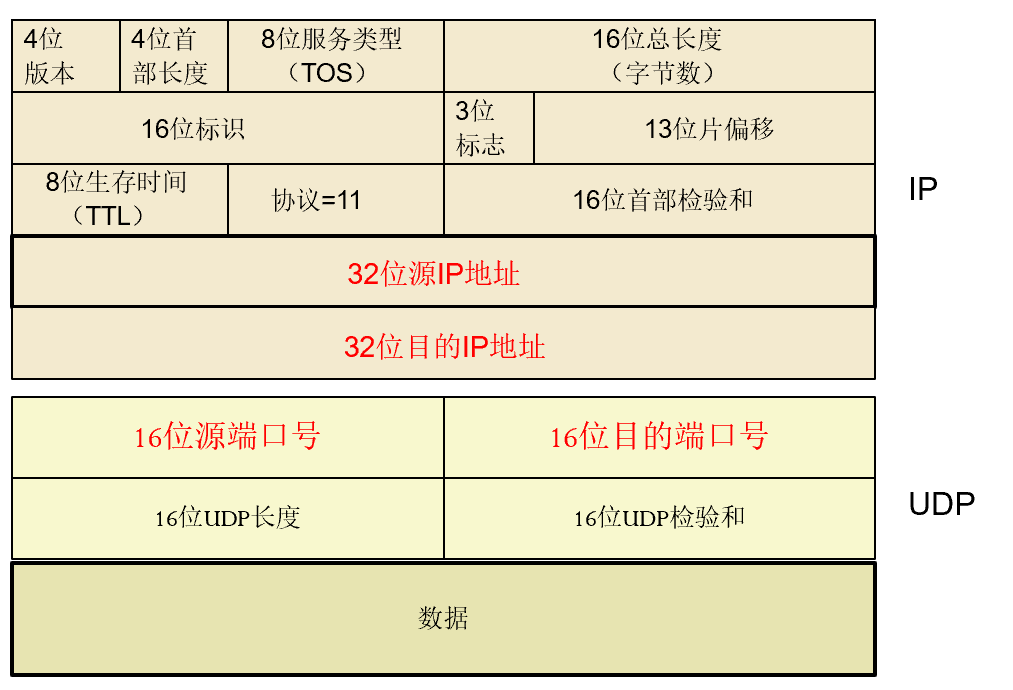 4位
版本
4位首
部长度
8位服务类型
（TOS）
16位总长度
（字节数）
16位标识
3位
标志
13位片偏移
8位生存时间
（TTL）
协议=11
16位首部检验和
IP
32位源IP地址
32位目的IP地址
16位源端口号
16位目的端口号
16位UDP长度
16位UDP检验和
UDP
数据